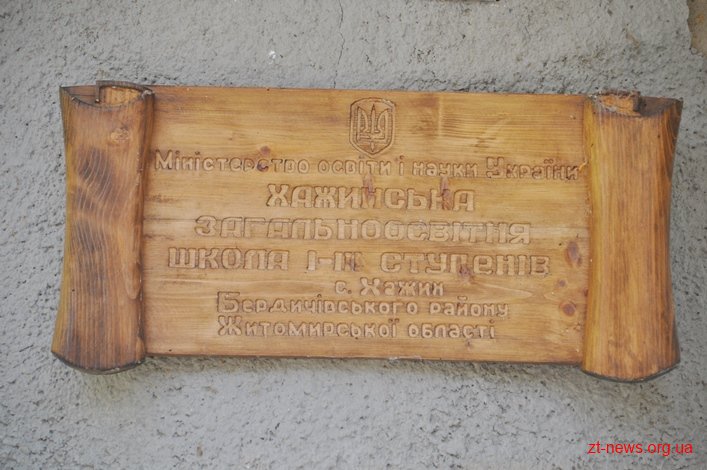 Міністерство освіти і науки України
ХАЖИНСЬКА
ЗАГАЛЬНООСВІТНЯ
ШКОЛА І-ІІ СТУПЕНІВ
с. Хажин
Бердичівського району
Житомирської області
zt-news.org.ua